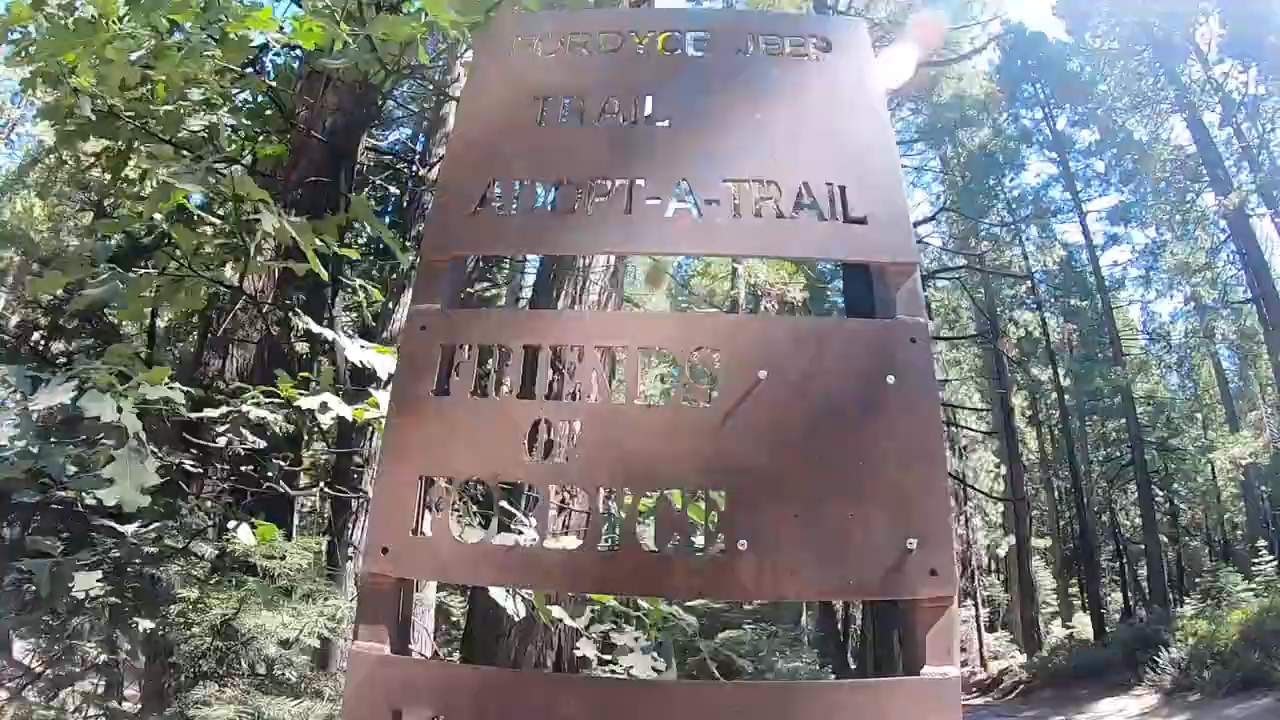 FORDYCE JEEP
TRAIL
ADOPT-A-TRAIL
FRIENDS
OF
FORDYCE.